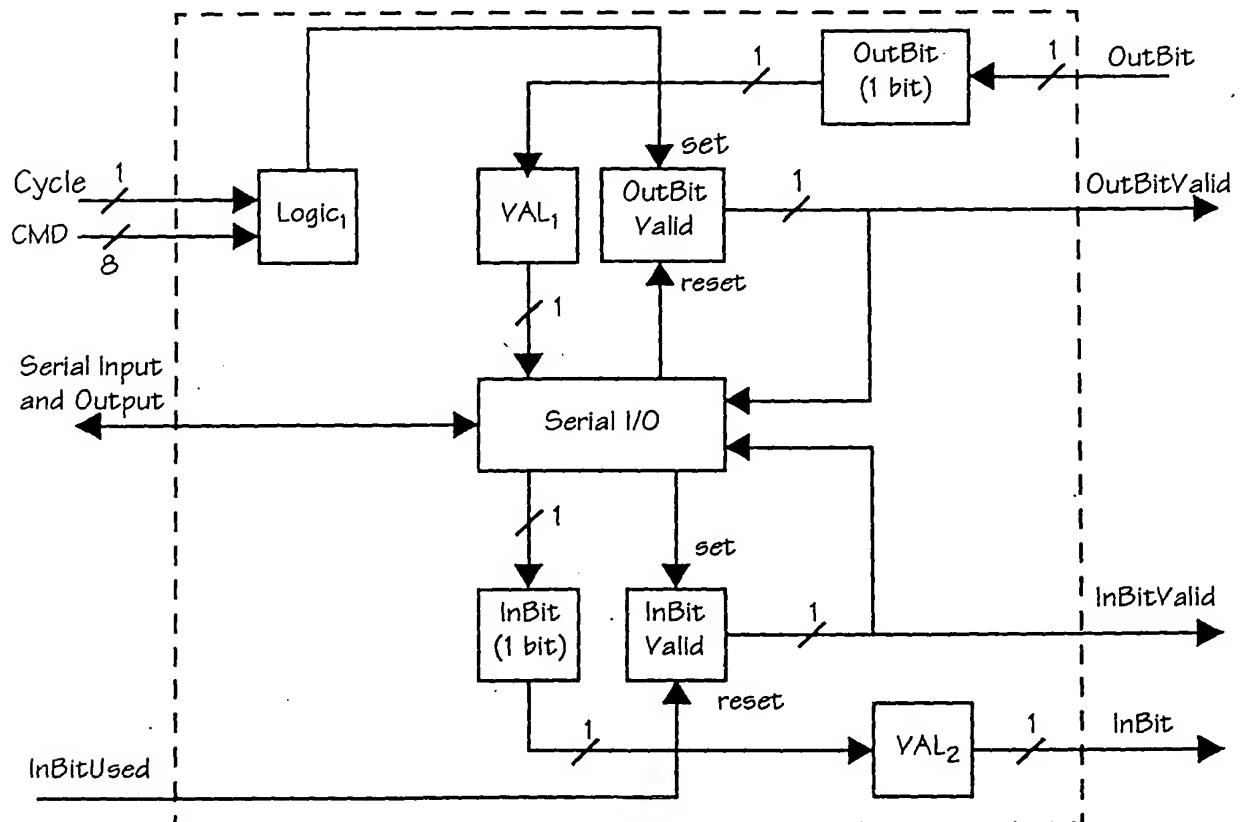 1
OutBit
(1 bit)
1
OutBit
set
Cycle
1
CMD
8
Logic1
VAL1
OutBit
Valid
1
OutBitValid
reset
1
Serial Input
and Output
Serial I/O
1
set
InBit
(1 bit)
InBit
Valid
1
InBitValid
reset
1
VAL2
1
InBit
InBitUsed